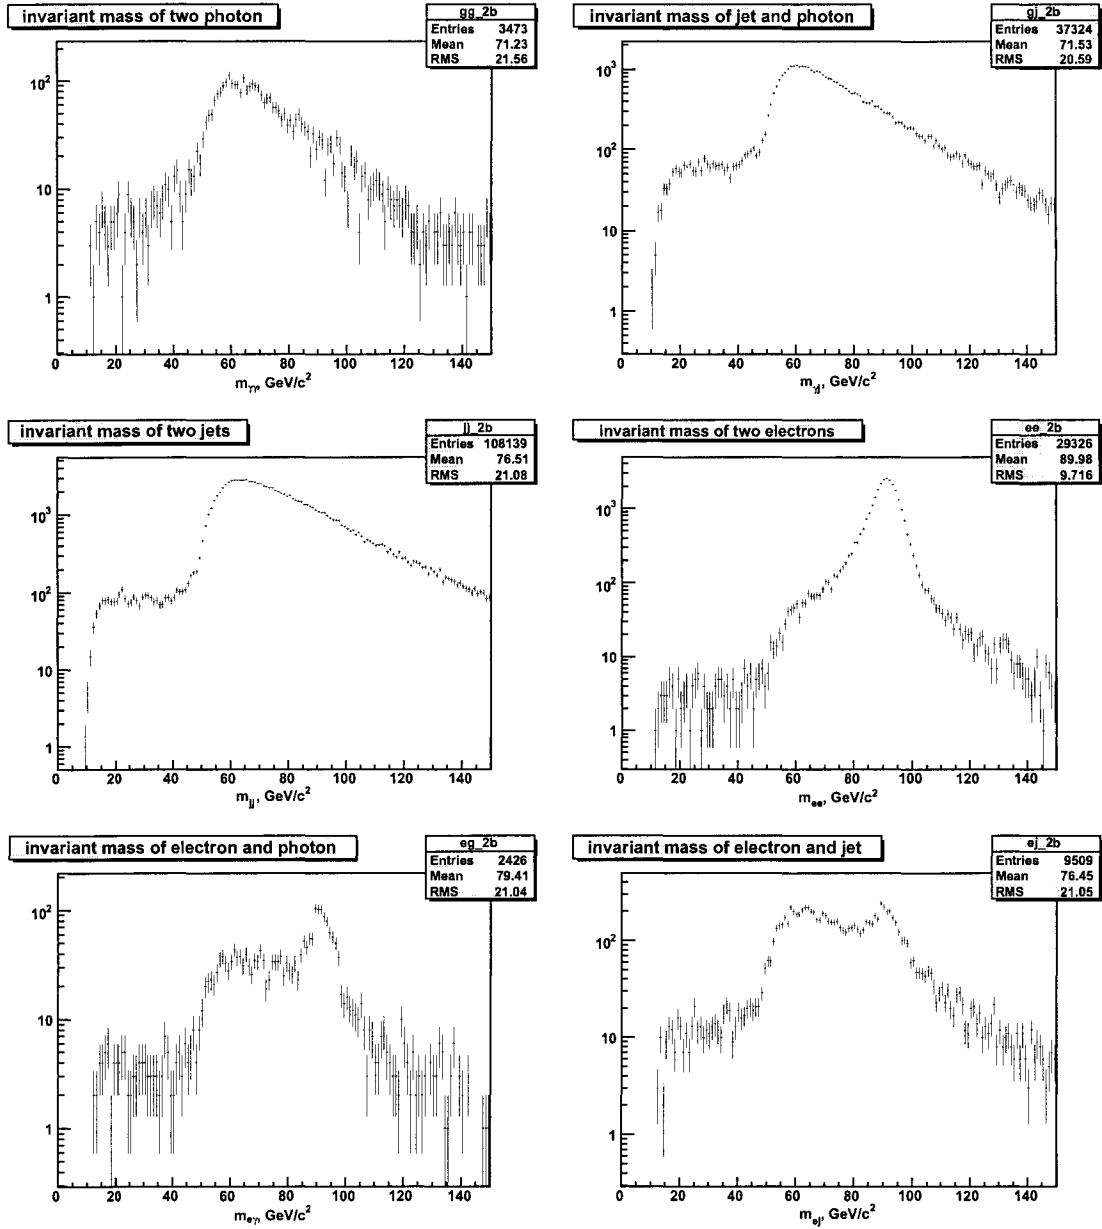 invariant mass of two photon
gg_2b
Entries 3473
Mean 71.23
RMS 21.56
10²
10
1
0 20 40 60 80 100 120 140
mγγ, GeV/c²
invariant mass of jet and photon
gj_2b
Entries 37324
Mean 71.53
RMS 20.59
10³
10²
10
1
0 20 40 60 80 100 120 140
mγj, GeV/c²
invariant mass of two jets
jj_2b
Entries 108139
Mean 76.51
RMS 21.08
10³
10²
10
1
0 20 40 60 80 100 120 140
mjj, GeV/c²
invariant mass of two electrons
ee_2b
Entries 29326
Mean 89.98
RMS 9.716
10³
10²
10
1
0 20 40 60 80 100 120 140
mee, GeV/c²
invariant mass of electron and photon
eg_2b
Entries 2426
Mean 79.41
RMS 21.04
10²
10
1
0 20 40 60 80 100 120 140
meγ, GeV/c²
invariant mass of electron and jet
ej_2b
Entries 9509
Mean 76.45
RMS 21.05
10²
10
1
0 20 40 60 80 100 120 140
mej, GeV/c²